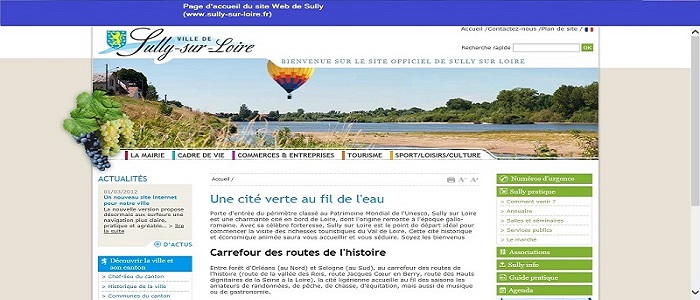 Page d'accueil du site Web de Sully
(www.sully-sur-loire.fr)
Accueil /Contactez-nous /Plan de site /
VILLE DE
Sully-sur-Loire
Recherche rapide
OK
BIENVENUE SUR LE SITE OFFICIEL DE SULLY SUR LOIRE
LA MAIRIE
CADRE DE VIE
COMMERCES & ENTREPRISES
TOURISME
SPORT/LOISIRS/CULTURE
ACTUALITÉS
01/03/2012
Un nouveau site internet
pour notre ville
La nouvelle version propose
désormais aux surfeurs une
navigation plus claire,
pratique et agréable... > lire
la suite
D'ACTUS
Découvrir la ville et
son canton
Chef-lieu du canton
Historique de la ville
Communes du canton
Accueil /
A- A+
Une cité verte au fil de l'eau
Porte d'entrée du périmètre classé au Patrimoine Mondial de l'Unesco, Sully sur Loire
est une charmante cité en bord de Loire, dont l'origine remonte à l'époque gallo-
romaine. Avec sa célèbre forteresse, Sully sur Loire est le point de départ idéal pour
commencer la visite des richesses touristiques du Val de Loire. Cette cité historique
et économique animée saura vous accueillir et vous séduire. Soyez les bienvenus
Carrefour des routes de l'histoire
Entre forêt d'Orléans (au Nord) et Sologne (au Sud), au carrefour des routes de
l'histoire (route de la vallée des Rois, route Jacques Cœur en Berry, route des Hauts
dignitaires de la Seine à la Loire), la cité ligérienne accueille au fil des saisons les
amateurs de randonnées, de pêche, de chasse, d'équitation, mais aussi de musique
ou de gastronomie.
Numéros d'urgence
Sully pratique
Comment venir ?
Annuaire
Salles et séminaires
Services publics
Le marché
Associations
Sully info
Guide pratique
Agenda